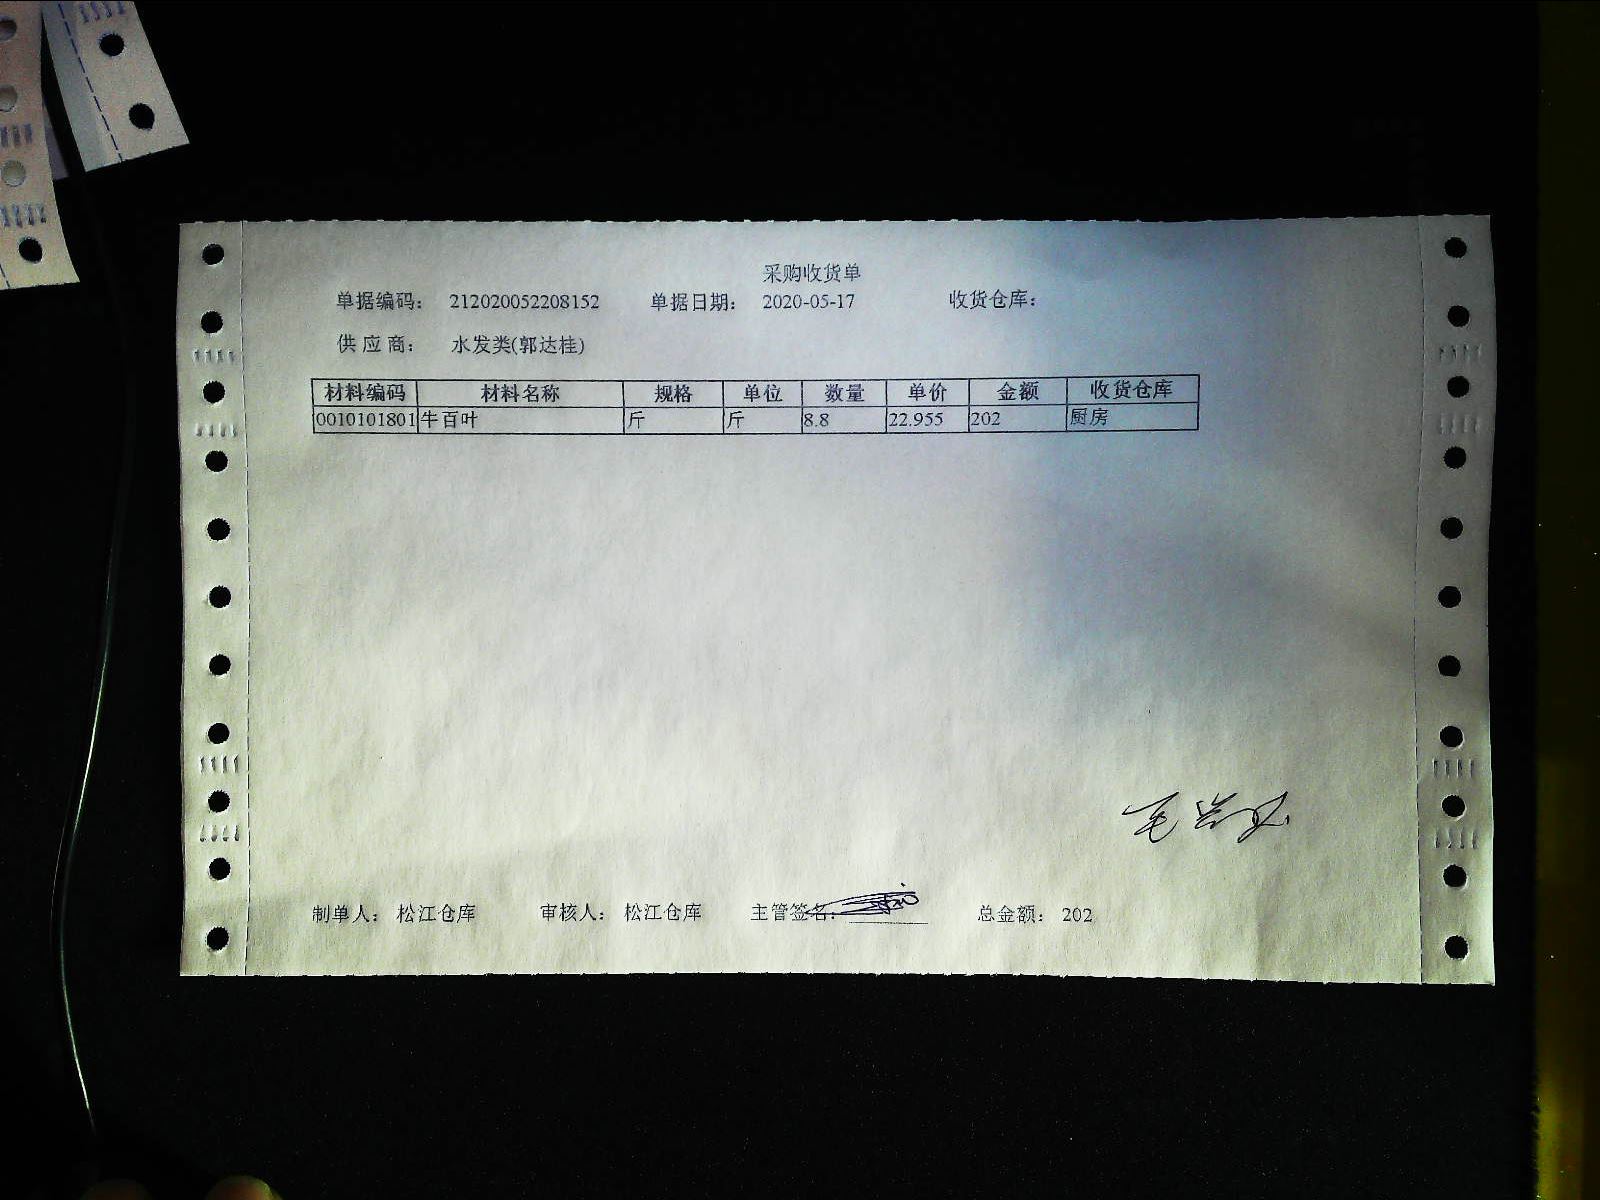 采购收货单
单据编码： 212020052208152 单据日期： 2020-05-17 收货仓库：
供 应 商： 水发类(郭达桂)
材料编码 材料名称 规格 单位 数量 单价 金额 收货仓库
0010101801 牛百叶 斤 斤 8.8 22.955 202 厨房
制单人： 松江仓库 审核人： 松江仓库 主管签名： 总金额： 202